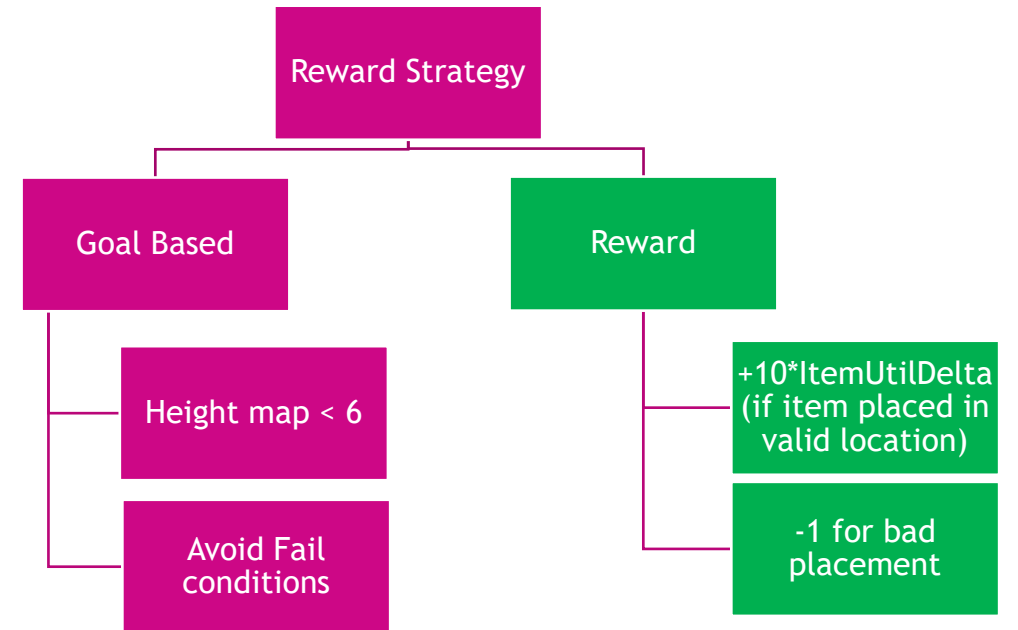 Reward Strategy
Goal Based
Reward
Height map < 6
Avoid Fail
conditions
+10*ItemUtilDelta
(if item placed in
valid location)
-1 for bad
placement